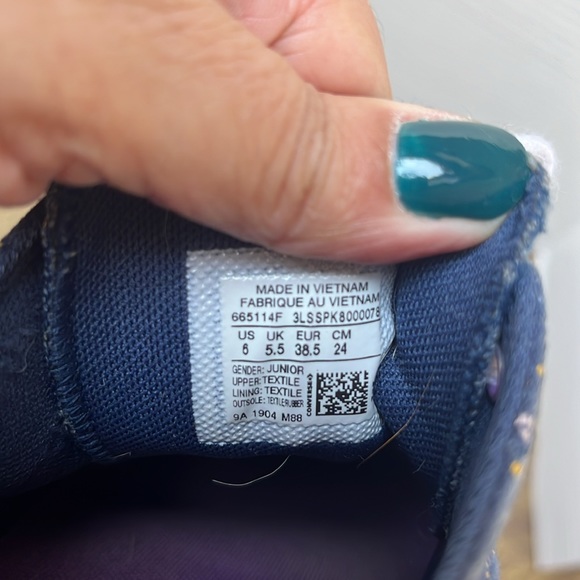 MADE IN VIETNAM
FABRIQUE AU VIETNAM
665114F 3LSSPK8000078
US UK EUR CM
6 5.5 38.5 24
GENDER: JUNIOR
UPPER: TEXTILE
LINING: TEXTILE
OUTSOLE: TEXTILE/RUBBER
9A 1904 M88
CONVERSE